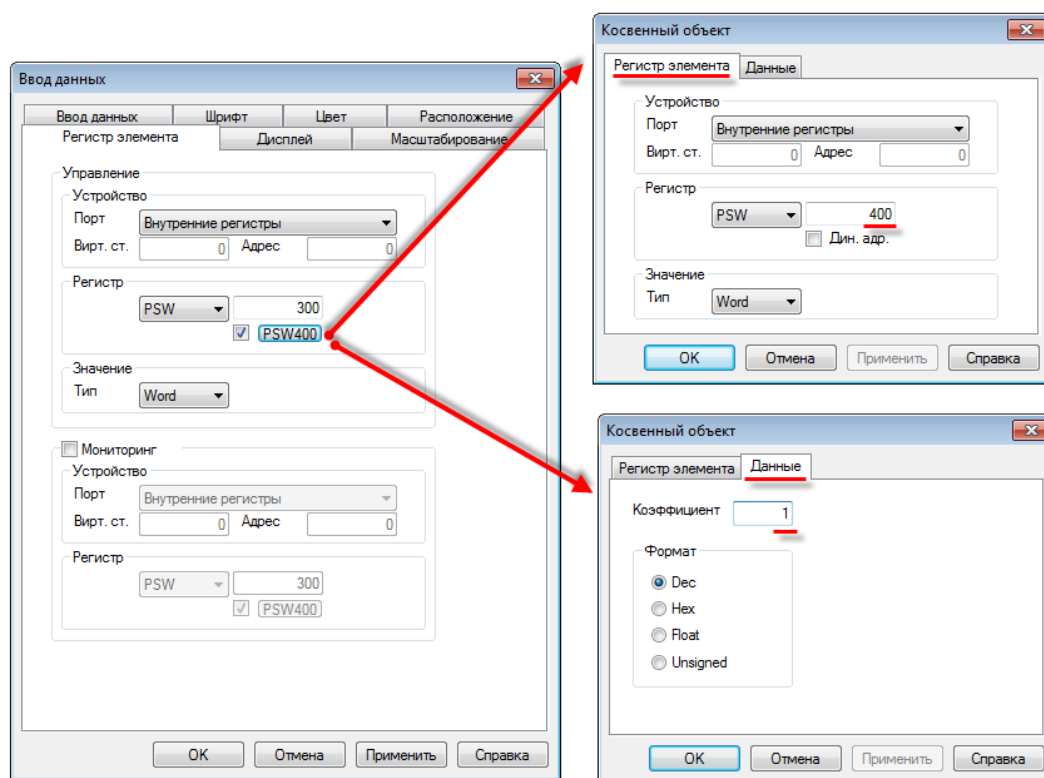 Ввод данных
Ввод данных Шрифт Цвет Расположение
Регистр элемента Дисплей Масштабирование
Управление
Устройство
Порт Внутренние регистры
Вирт. ст. 0 Адрес 0
Регистр
PSW 300
PSW400
Значение
Тип Word
Мониторинг
Устройство
Порт Внутренние регистры
Вирт. ст. 0 Адрес 0
Регистр
PSW 300
PSW400
OK Отмена Применить Справка
Косвенный объект
Регистр элемента Данные
Устройство
Порт Внутренние регистры
Вирт. ст. 0 Адрес 0
Регистр
PSW 400
Дин. адр.
Значение
Тип Word
OK Отмена Применить Справка
Косвенный объект
Регистр элемента Данные
Коэффициент 1
Формат
Dec
Hex
Float
Unsigned
OK Отмена Применить Справка